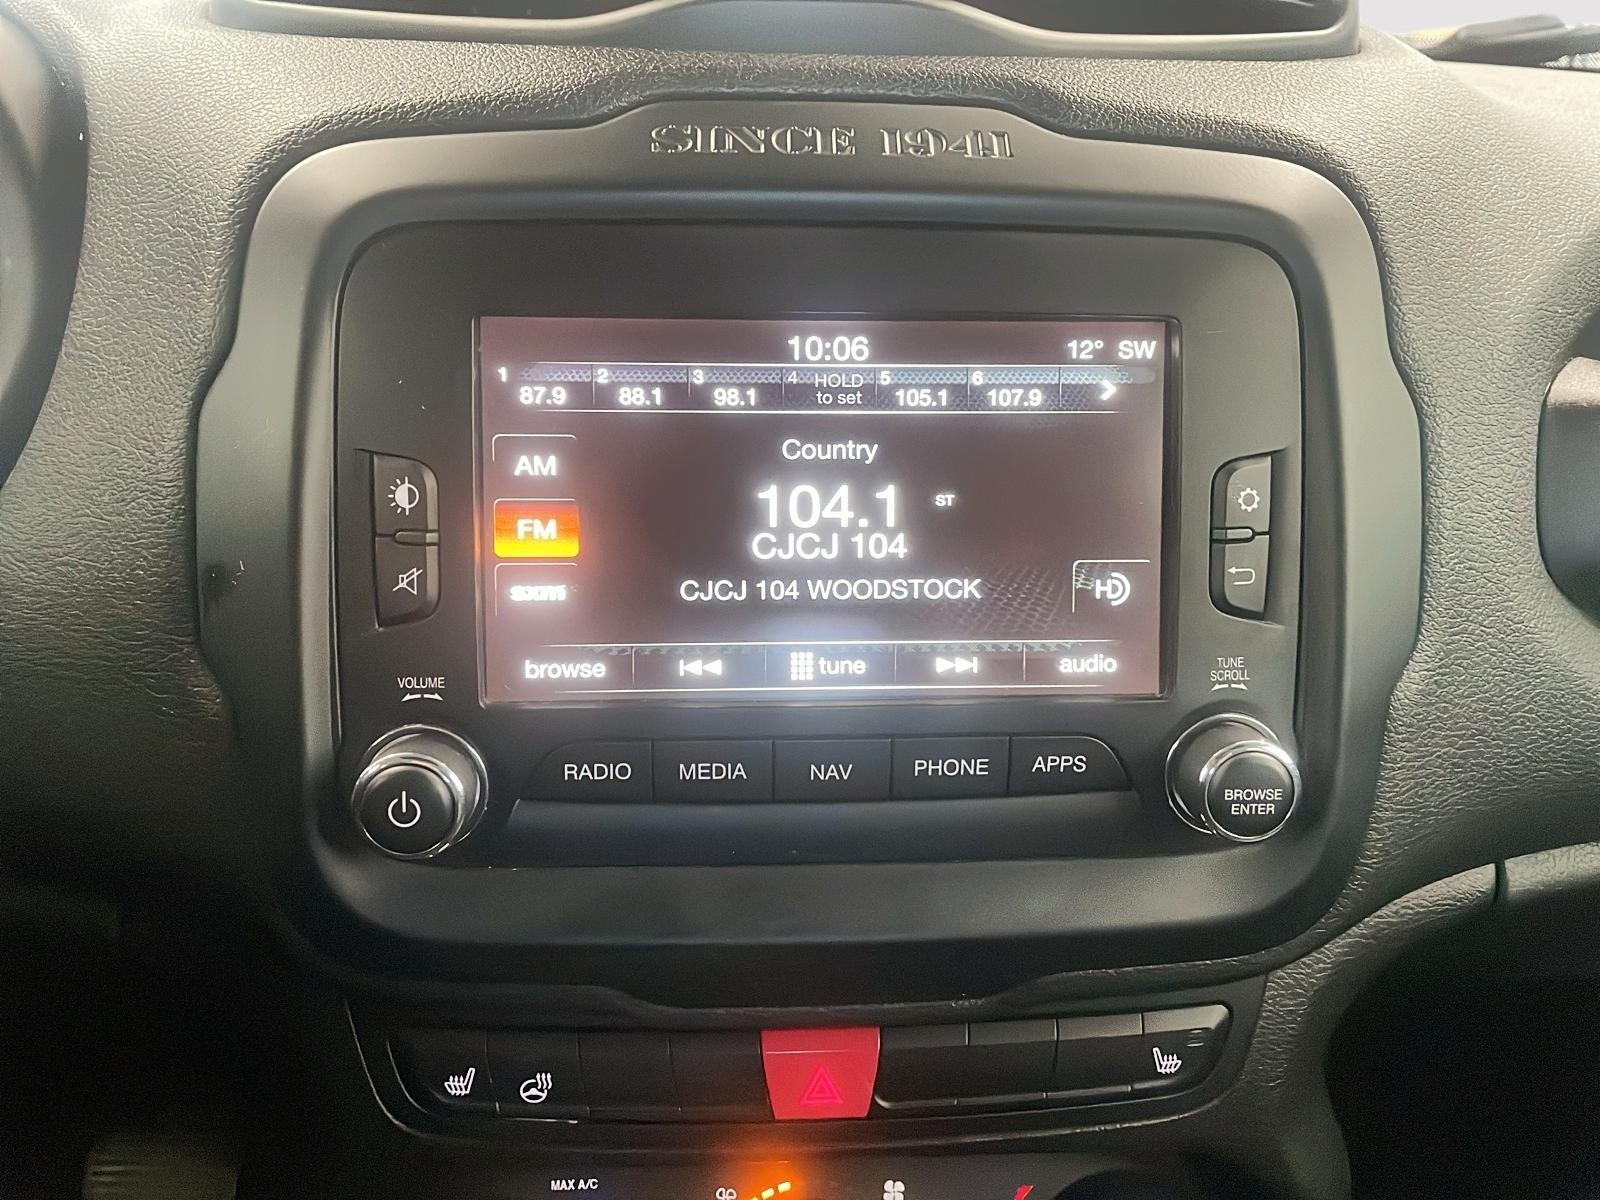 SINCE 1941
10:06
12° SW
1 87.9
2 88.1
3 98.1
4 HOLD
to set
5 105.1
6 107.9
AM
FM
sxm
Country
104.1 ST
CJCJ 104
CJCJ 104 WOODSTOCK
HD
browse
tune
audio
VOLUME
TUNE
SCROLL
RADIO
MEDIA
NAV
PHONE
APPS
BROWSE
ENTER
MAX A/C